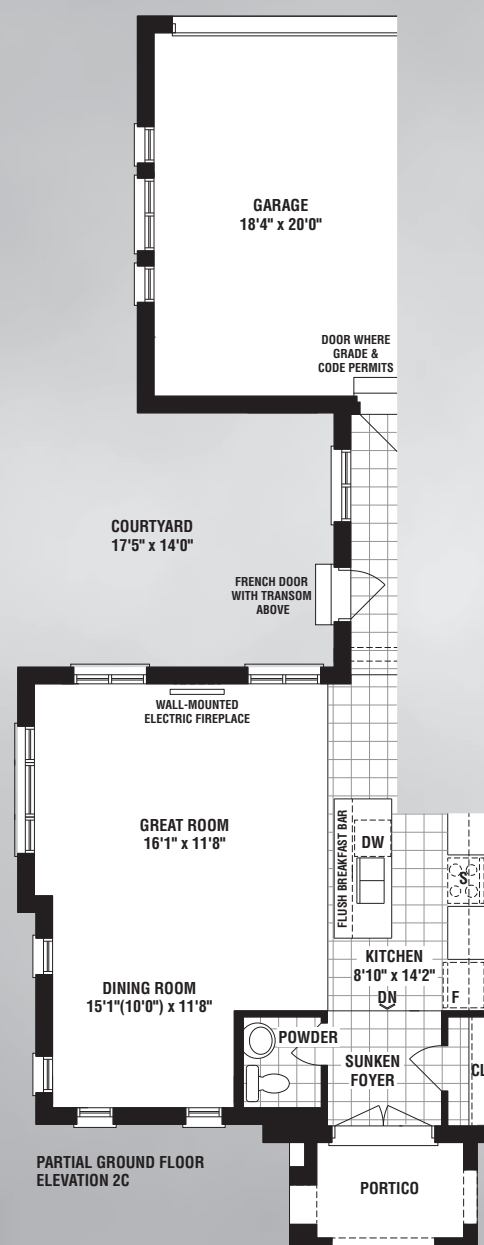 GARAGE
18'4" x 20'0"
DOOR WHERE
GRADE &
CODE PERMITS
COURTYARD
17'5" x 14'0"
FRENCH DOOR
WITH TRANSOM
ABOVE
WALL-MOUNTED
ELECTRIC FIREPLACE
GREAT ROOM
16'1" x 11'8"
FLUSH BREAKFAST BAR
DW
S
KITCHEN
8'10" x 14'2"
DN
F
DINING ROOM
15'1"(10'0") x 11'8"
POWDER
SUNKEN
FOYER
CL
PARTIAL GROUND FLOOR
ELEVATION 2C
PORTICO